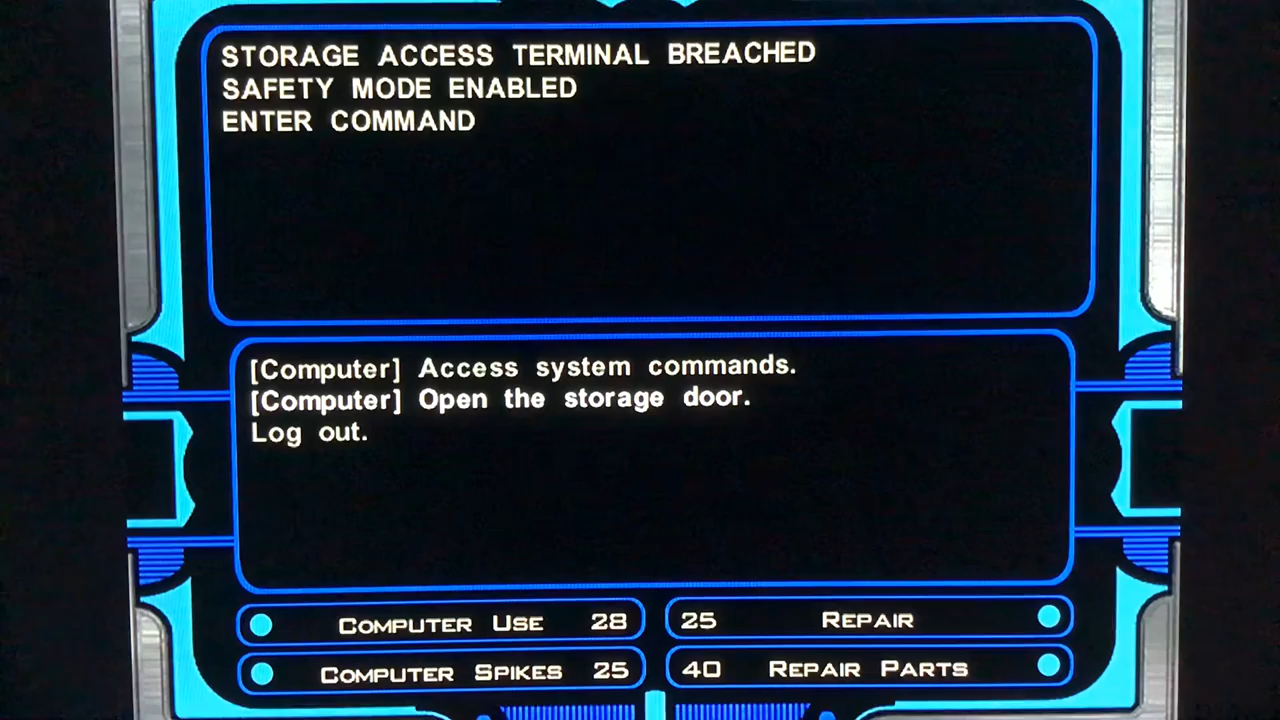 STORAGE ACCESS TERMINAL BREACHED
SAFETY MODE ENABLED
ENTER COMMAND
[Computer] Access system commands.
[Computer] Open the storage door.
Log out.
COMPUTER USE 28
25 REPAIR
COMPUTER SPIKES 25
40 REPAIR PARTS